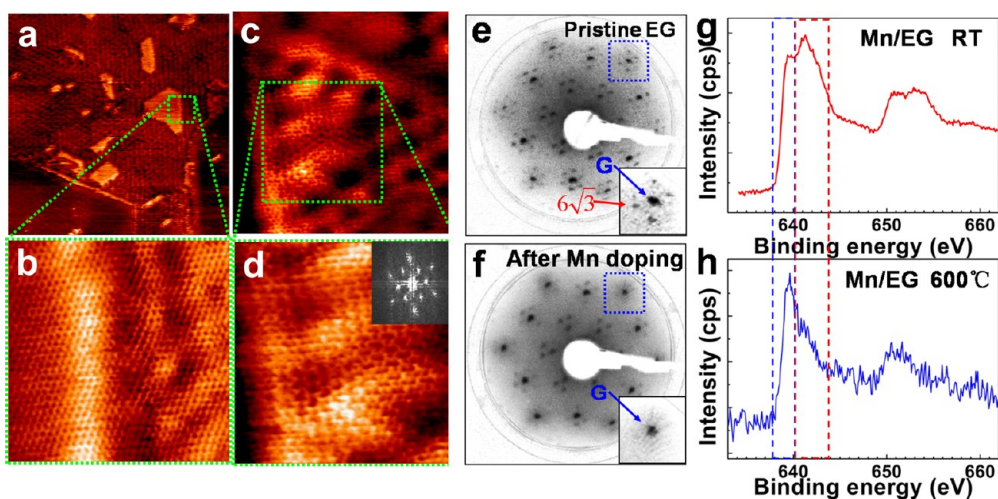 a
b
c
d
e
Pristine EG
G
6√3
f
After Mn doping
G
g
Mn/EG RT
Intensity (cps)
640 650 660
Binding energy (eV)
h
Mn/EG 600℃
Intensity (cps)
640 650 660
Binding energy (eV)